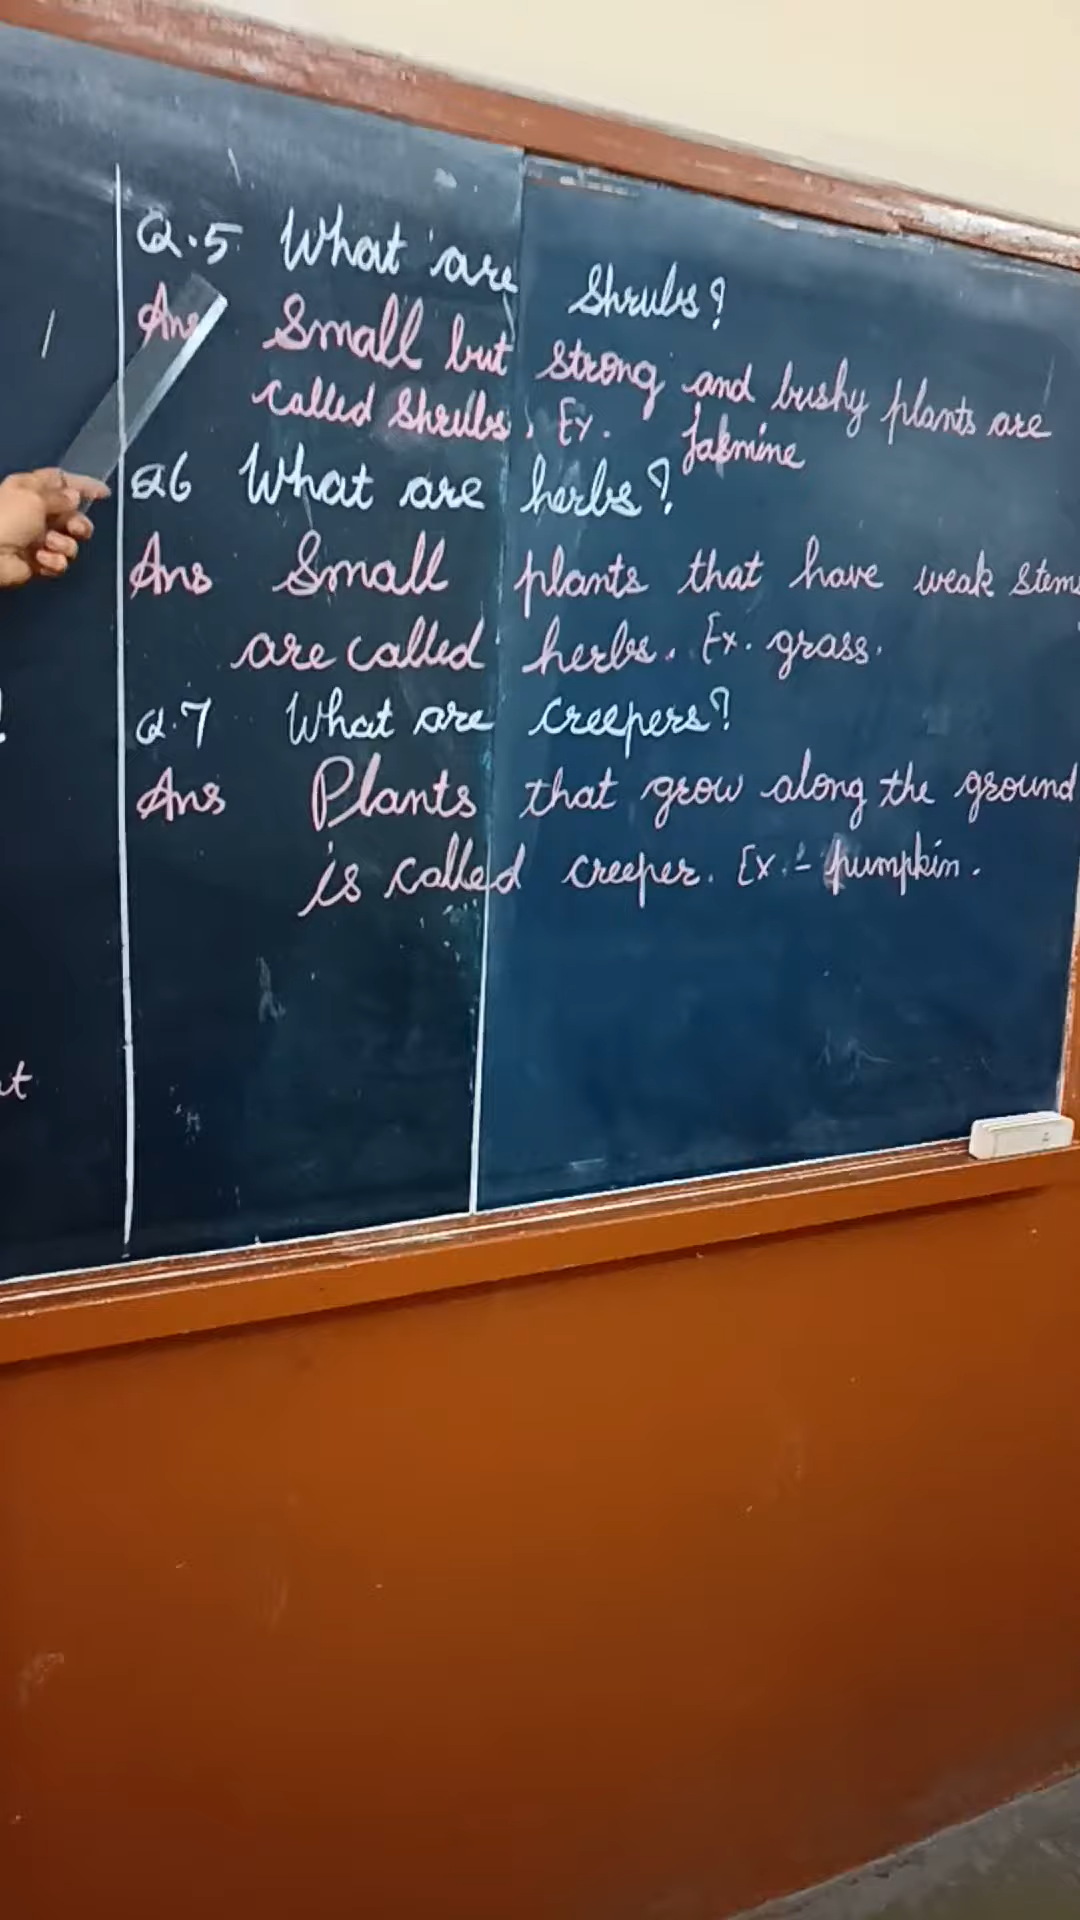 Q.5 What are Shrubs?
Ans Small but strong and bushy plants are
called Shrubs. Ex. Jasmine
Q6 What are herbs?
Ans Small plants that have weak stems
are called herbs. Ex. grass.
Q.7 What are creepers?
Ans Plants that grow along the ground
is called creeper. Ex.- pumpkin.